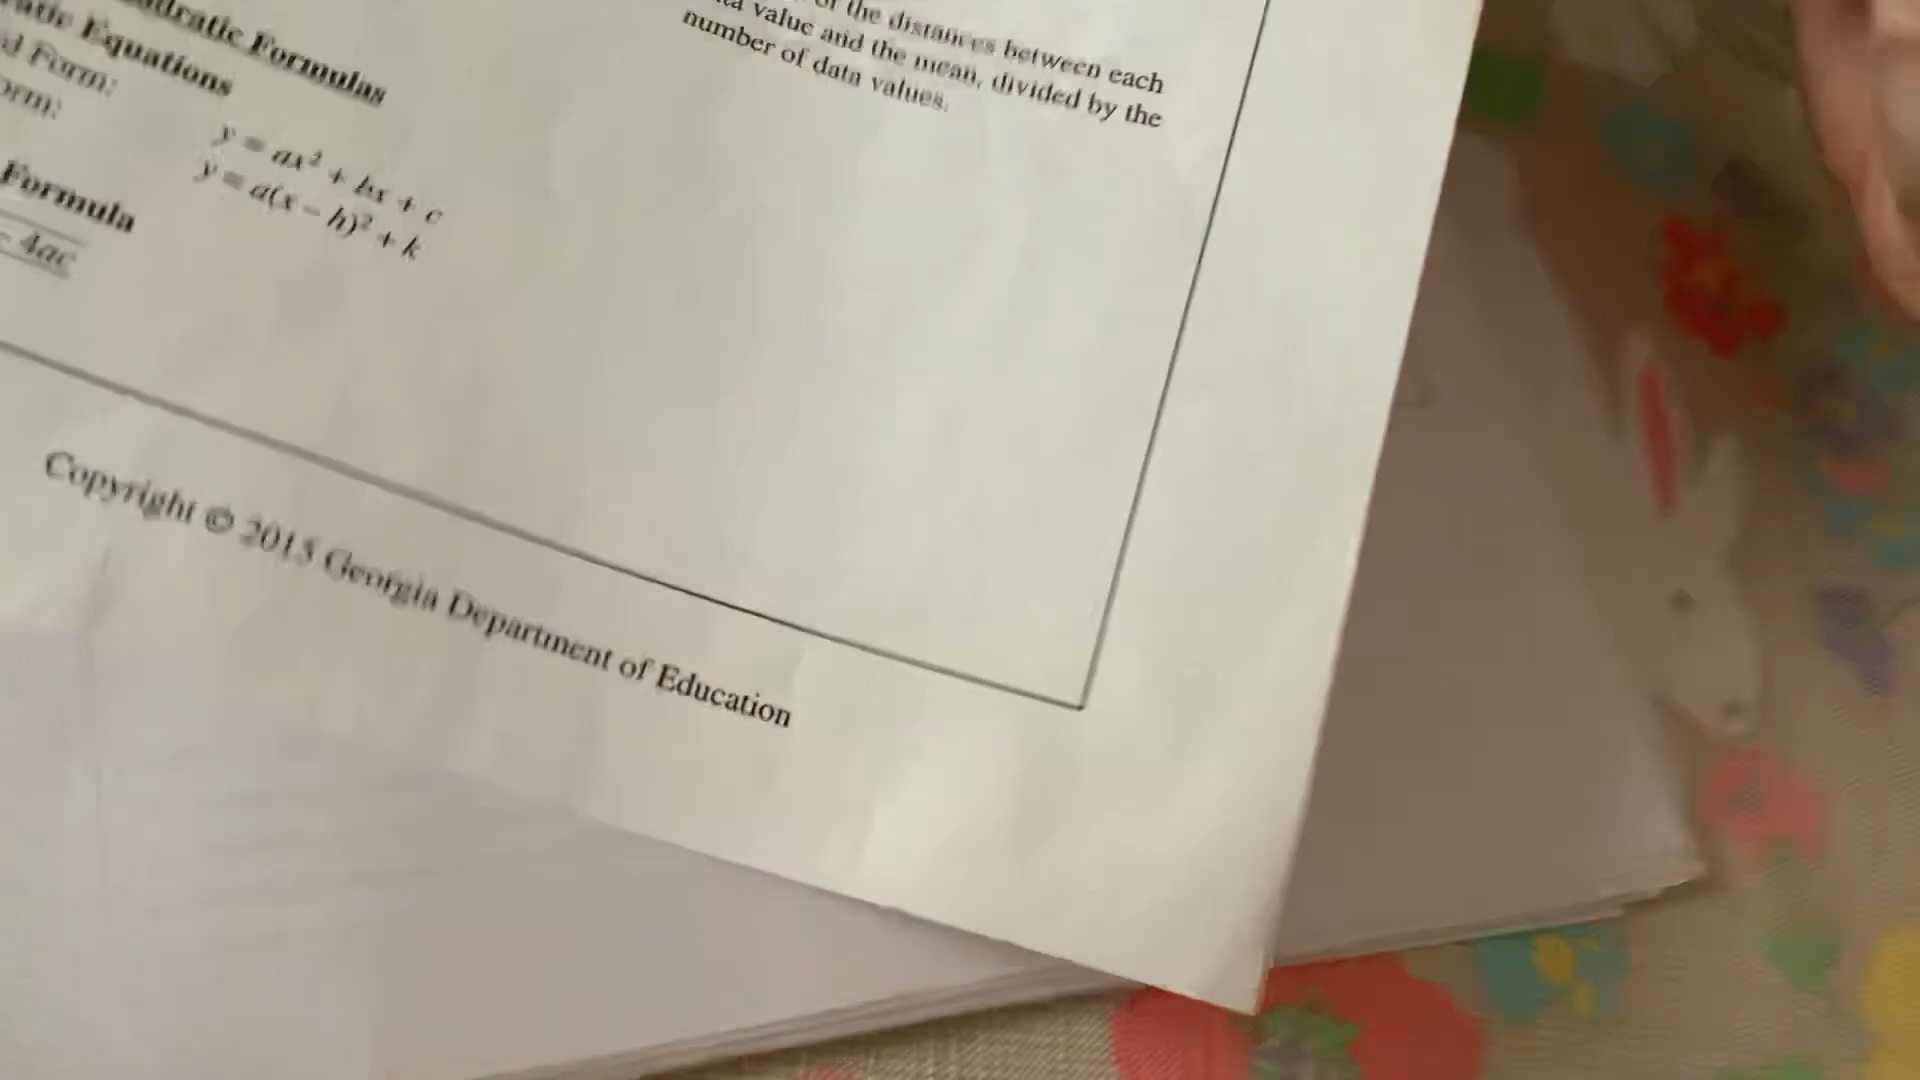 Quadratic Formulas
Equations
Form:
Formula
y = ax² + bx + c
y = a(x − h)² + k
− 4ac
of the distances between each
value and the mean, divided by the
number of data values.
Copyright © 2015 Georgia Department of Education